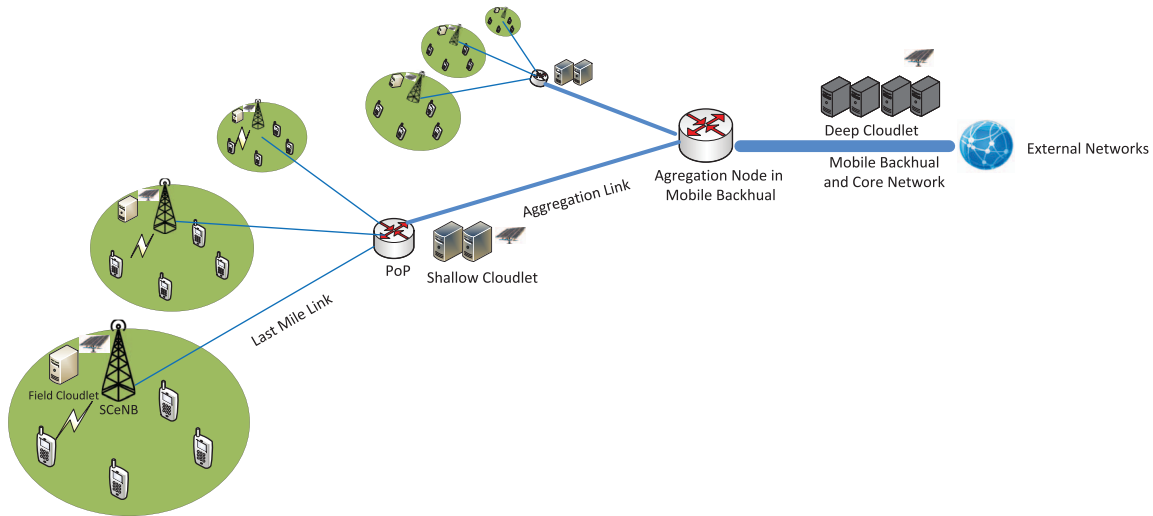 Deep Cloudlet
Mobile Backhual
and Core Network
External Networks
Agregation Node in
Mobile Backhual
Aggregation Link
PoP
Shallow Cloudlet
Last Mile Link
Field Cloudlet
SCeNB